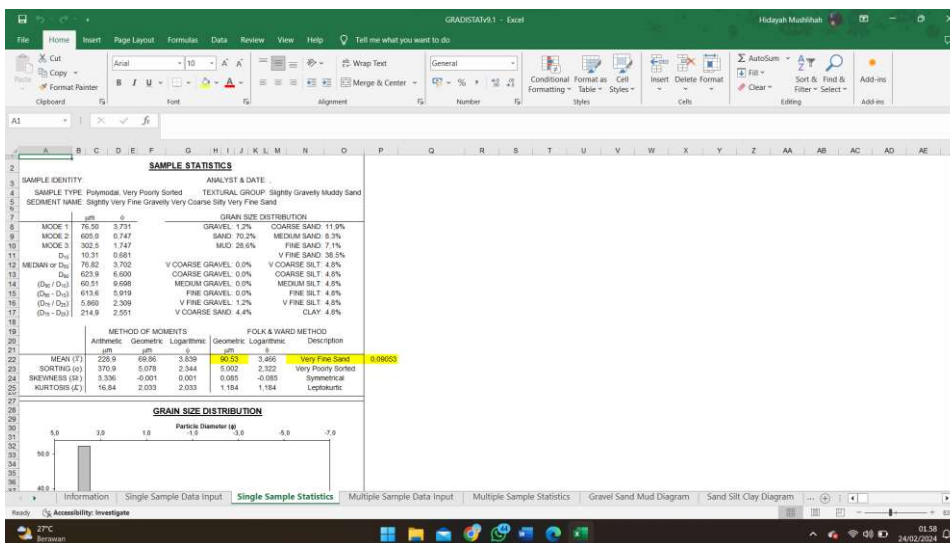 GRADISTATv9.1 - Excel
Hidayah Mushlihah
File Home Insert Page Layout Formulas Data Review View Help Tell me what you want to do
Cut
Copy
Format Painter
Paste
Arial 10
Wrap Text
Merge & Center
General
Conditional Formatting
Format as Table
Cell Styles
Insert Delete Format
AutoSum
Fill
Clear
Sort & Filter
Find & Select
Add-ins
Clipboard Font Alignment Number Styles Cells Editing Add-ins
A1
A B C D E F G H I J K L M N O P Q R S T U V W X Y Z AA AB AC AD AE
SAMPLE STATISTICS
SAMPLE IDENTITY: ANALYST & DATE: ,
SAMPLE TYPE: Polymodal, Very Poorly Sorted TEXTURAL GROUP: Slightly Gravelly Muddy Sand
SEDIMENT NAME: Slightly Very Fine Gravelly Very Coarse Silty Very Fine Sand
µm ϕ GRAIN SIZE DISTRIBUTION
MODE 1: 76,50 3,731 GRAVEL: 1,2% COARSE SAND: 11,9%
MODE 2: 605,0 0,747 SAND: 70,2% MEDIUM SAND: 8,3%
MODE 3: 302,5 1,747 MUD: 28,6% FINE SAND: 7,1%
D10: 10,31 0,681 V FINE SAND: 38,5%
MEDIAN or D50: 76,82 3,702 V COARSE GRAVEL: 0,0% V COARSE SILT: 4,8%
D90: 623,9 6,600 COARSE GRAVEL: 0,0% COARSE SILT: 4,8%
(D90 / D10): 60,51 9,698 MEDIUM GRAVEL: 0,0% MEDIUM SILT: 4,8%
(D90 - D10): 613,6 5,919 FINE GRAVEL: 0,0% FINE SILT: 4,8%
(D75 / D25): 5,860 2,309 V FINE GRAVEL: 1,2% V FINE SILT: 4,8%
(D75 - D25): 214,9 2,551 V COARSE SAND: 4,4% CLAY: 4,8%
METHOD OF MOMENTS FOLK & WARD METHOD
Arithmetic Geometric Logarithmic Geometric Logarithmic Description
µm µm ϕ µm ϕ
MEAN (x̄): 228,9 69,86 3,839 90,53 3,466 Very Fine Sand 0,09053
SORTING (σ): 370,9 5,078 2,344 5,002 2,322 Very Poorly Sorted
SKEWNESS (Sk): 3,336 -0,001 0,001 0,085 -0,085 Symmetrical
KURTOSIS (K): 16,84 2,033 2,033 1,184 1,184 Leptokurtic
GRAIN SIZE DISTRIBUTION
Particle Diameter (ϕ)
5,0 3,0 1,0 -1,0 -3,0 -5,0 -7,0
50,0
40,0
Information Single Sample Data Input Single Sample Statistics Multiple Sample Data Input Multiple Sample Statistics Gravel Sand Mud Diagram Sand Silt Clay Diagram ...
Ready Accessibility: Investigate
27°C
Berawan
01.58
24/02/2024